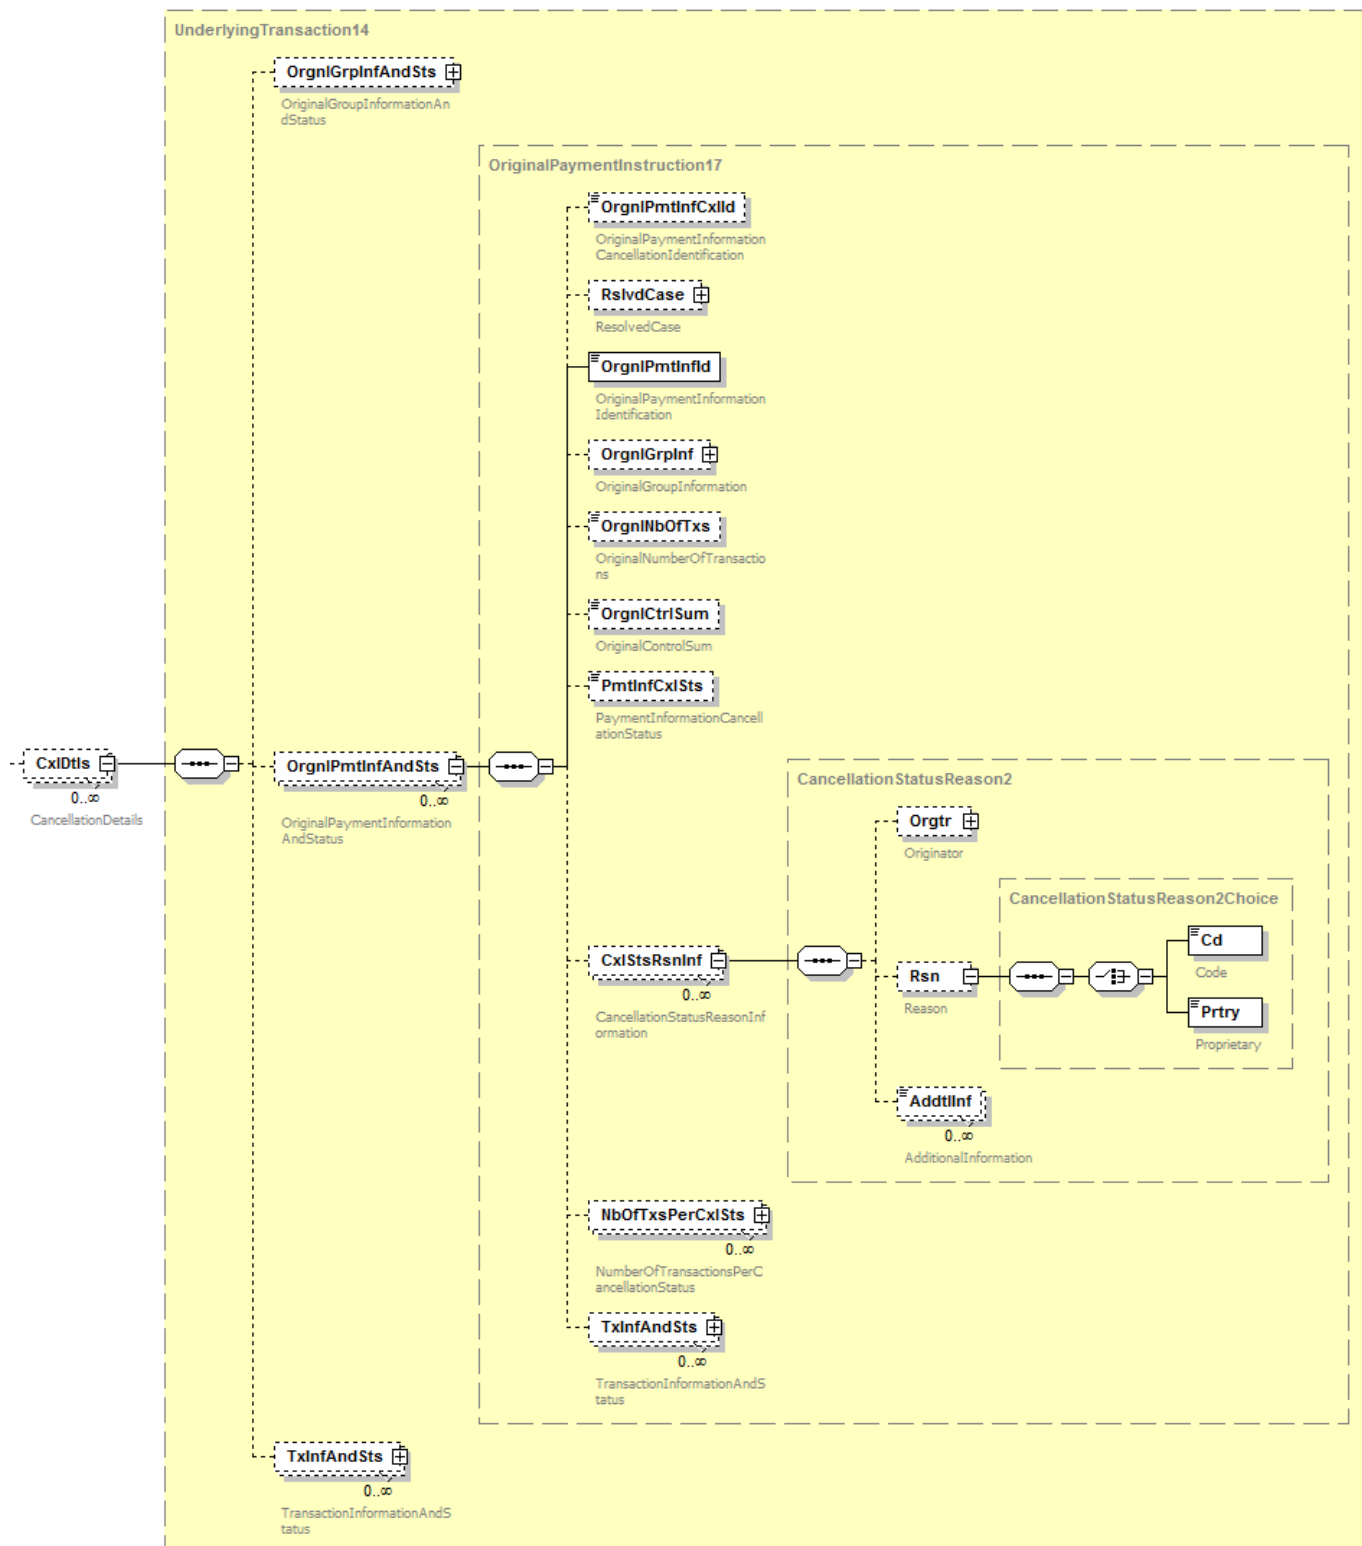 UnderlyingTransaction14
OrgnlGrpInfAndSts
OriginalGroupInformationAn
dStatus
OriginalPaymentInstruction17
OrgnlPmtInfCxlId
OriginalPaymentInformation
CancellationIdentification
RslvdCase
ResolvedCase
OrgnlPmtInfId
OriginalPaymentInformation
Identification
OrgnlGrpInf
OriginalGroupInformation
OrgnlNbOfTxs
OriginalNumberOfTransactio
ns
OrgnlCtrlSum
OriginalControlSum
PmtInfCxlSts
PaymentInformationCancell
ationStatus
CxlDtls
0..∞
CancellationDetails
OrgnlPmtInfAndSts
0..∞
OriginalPaymentInformation
AndStatus
CancellationStatusReason2
Orgtr
Originator
CancellationStatusReason2Choice
Cd
Code
CxlStsRsnInf
0..∞
CancellationStatusReasonInf
ormation
Rsn
Reason
Prtry
Proprietary
AddtlInf
0..∞
AdditionalInformation
NbOfTxsPerCxlSts
0..∞
NumberOfTransactionsPerC
ancellationStatus
TxInfAndSts
0..∞
TransactionInformationAndS
tatus
TxInfAndSts
0..∞
TransactionInformationAndS
tatus